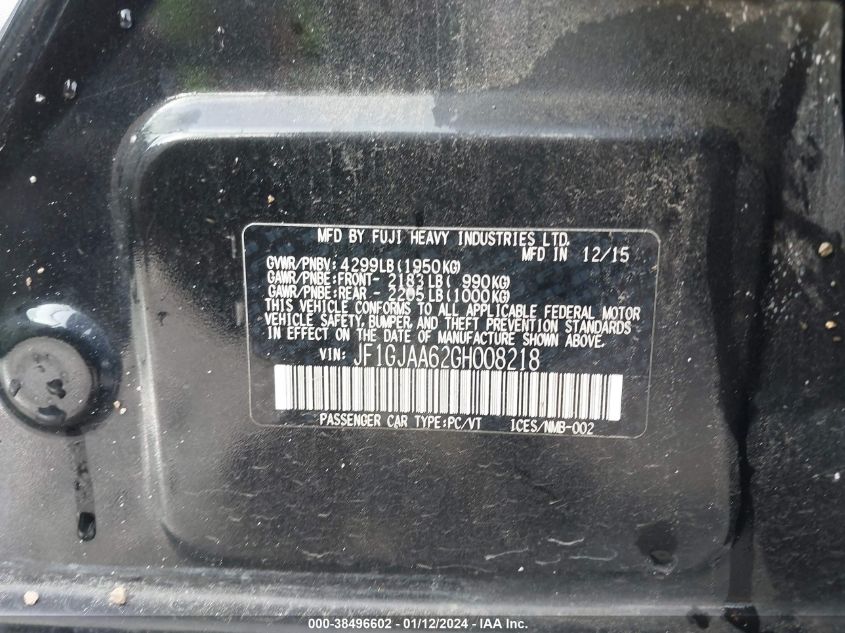 MFD BY FUJI HEAVY INDUSTRIES LTD.
MFD IN 12/15
GVWR/PNBV: 4299LB(1950KG)
GAWR/PNBE:FRONT- 2183LB( 990KG)
GAWR/PNBE:REAR - 2205LB(1000KG)
THIS VEHICLE CONFORMS TO ALL APPLICABLE FEDERAL MOTOR
VEHICLE SAFETY, BUMPER, AND THEFT PREVENTION STANDARDS
IN EFFECT ON THE DATE OF MANUFACTURE SHOWN ABOVE.
VIN: JF1GJAA62GH008218
PASSENGER CAR TYPE:PC/VT ICES/NMB-002
000-38496602 - 01/12/2024 - IAA Inc.